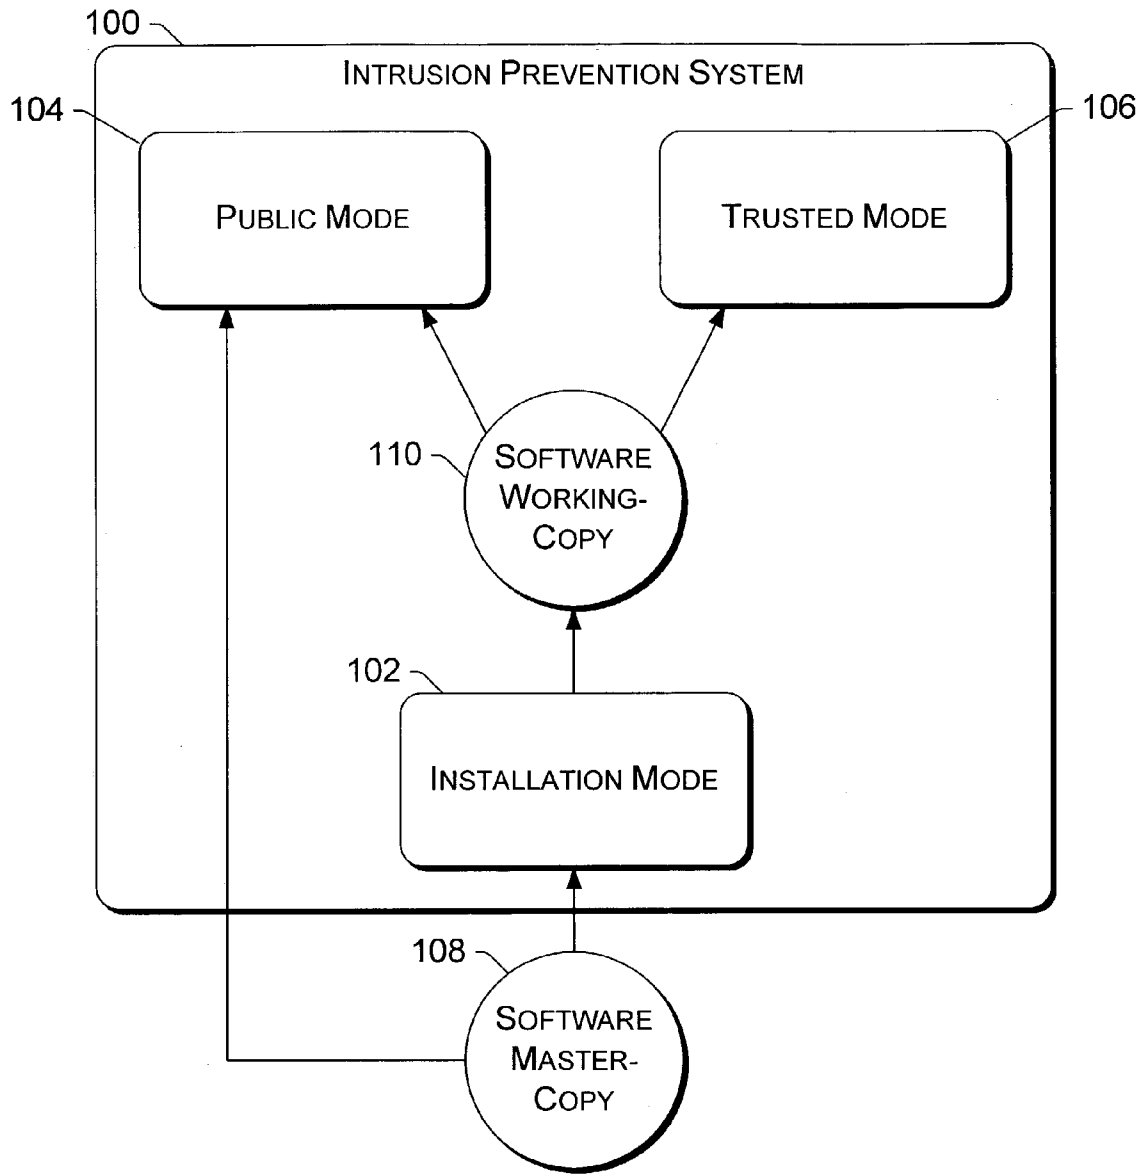 100
INTRUSION PREVENTION SYSTEM
104
106
PUBLIC MODE
TRUSTED MODE
110
SOFTWARE
WORKING-
COPY
102
INSTALLATION MODE
108
SOFTWARE
MASTER-
COPY